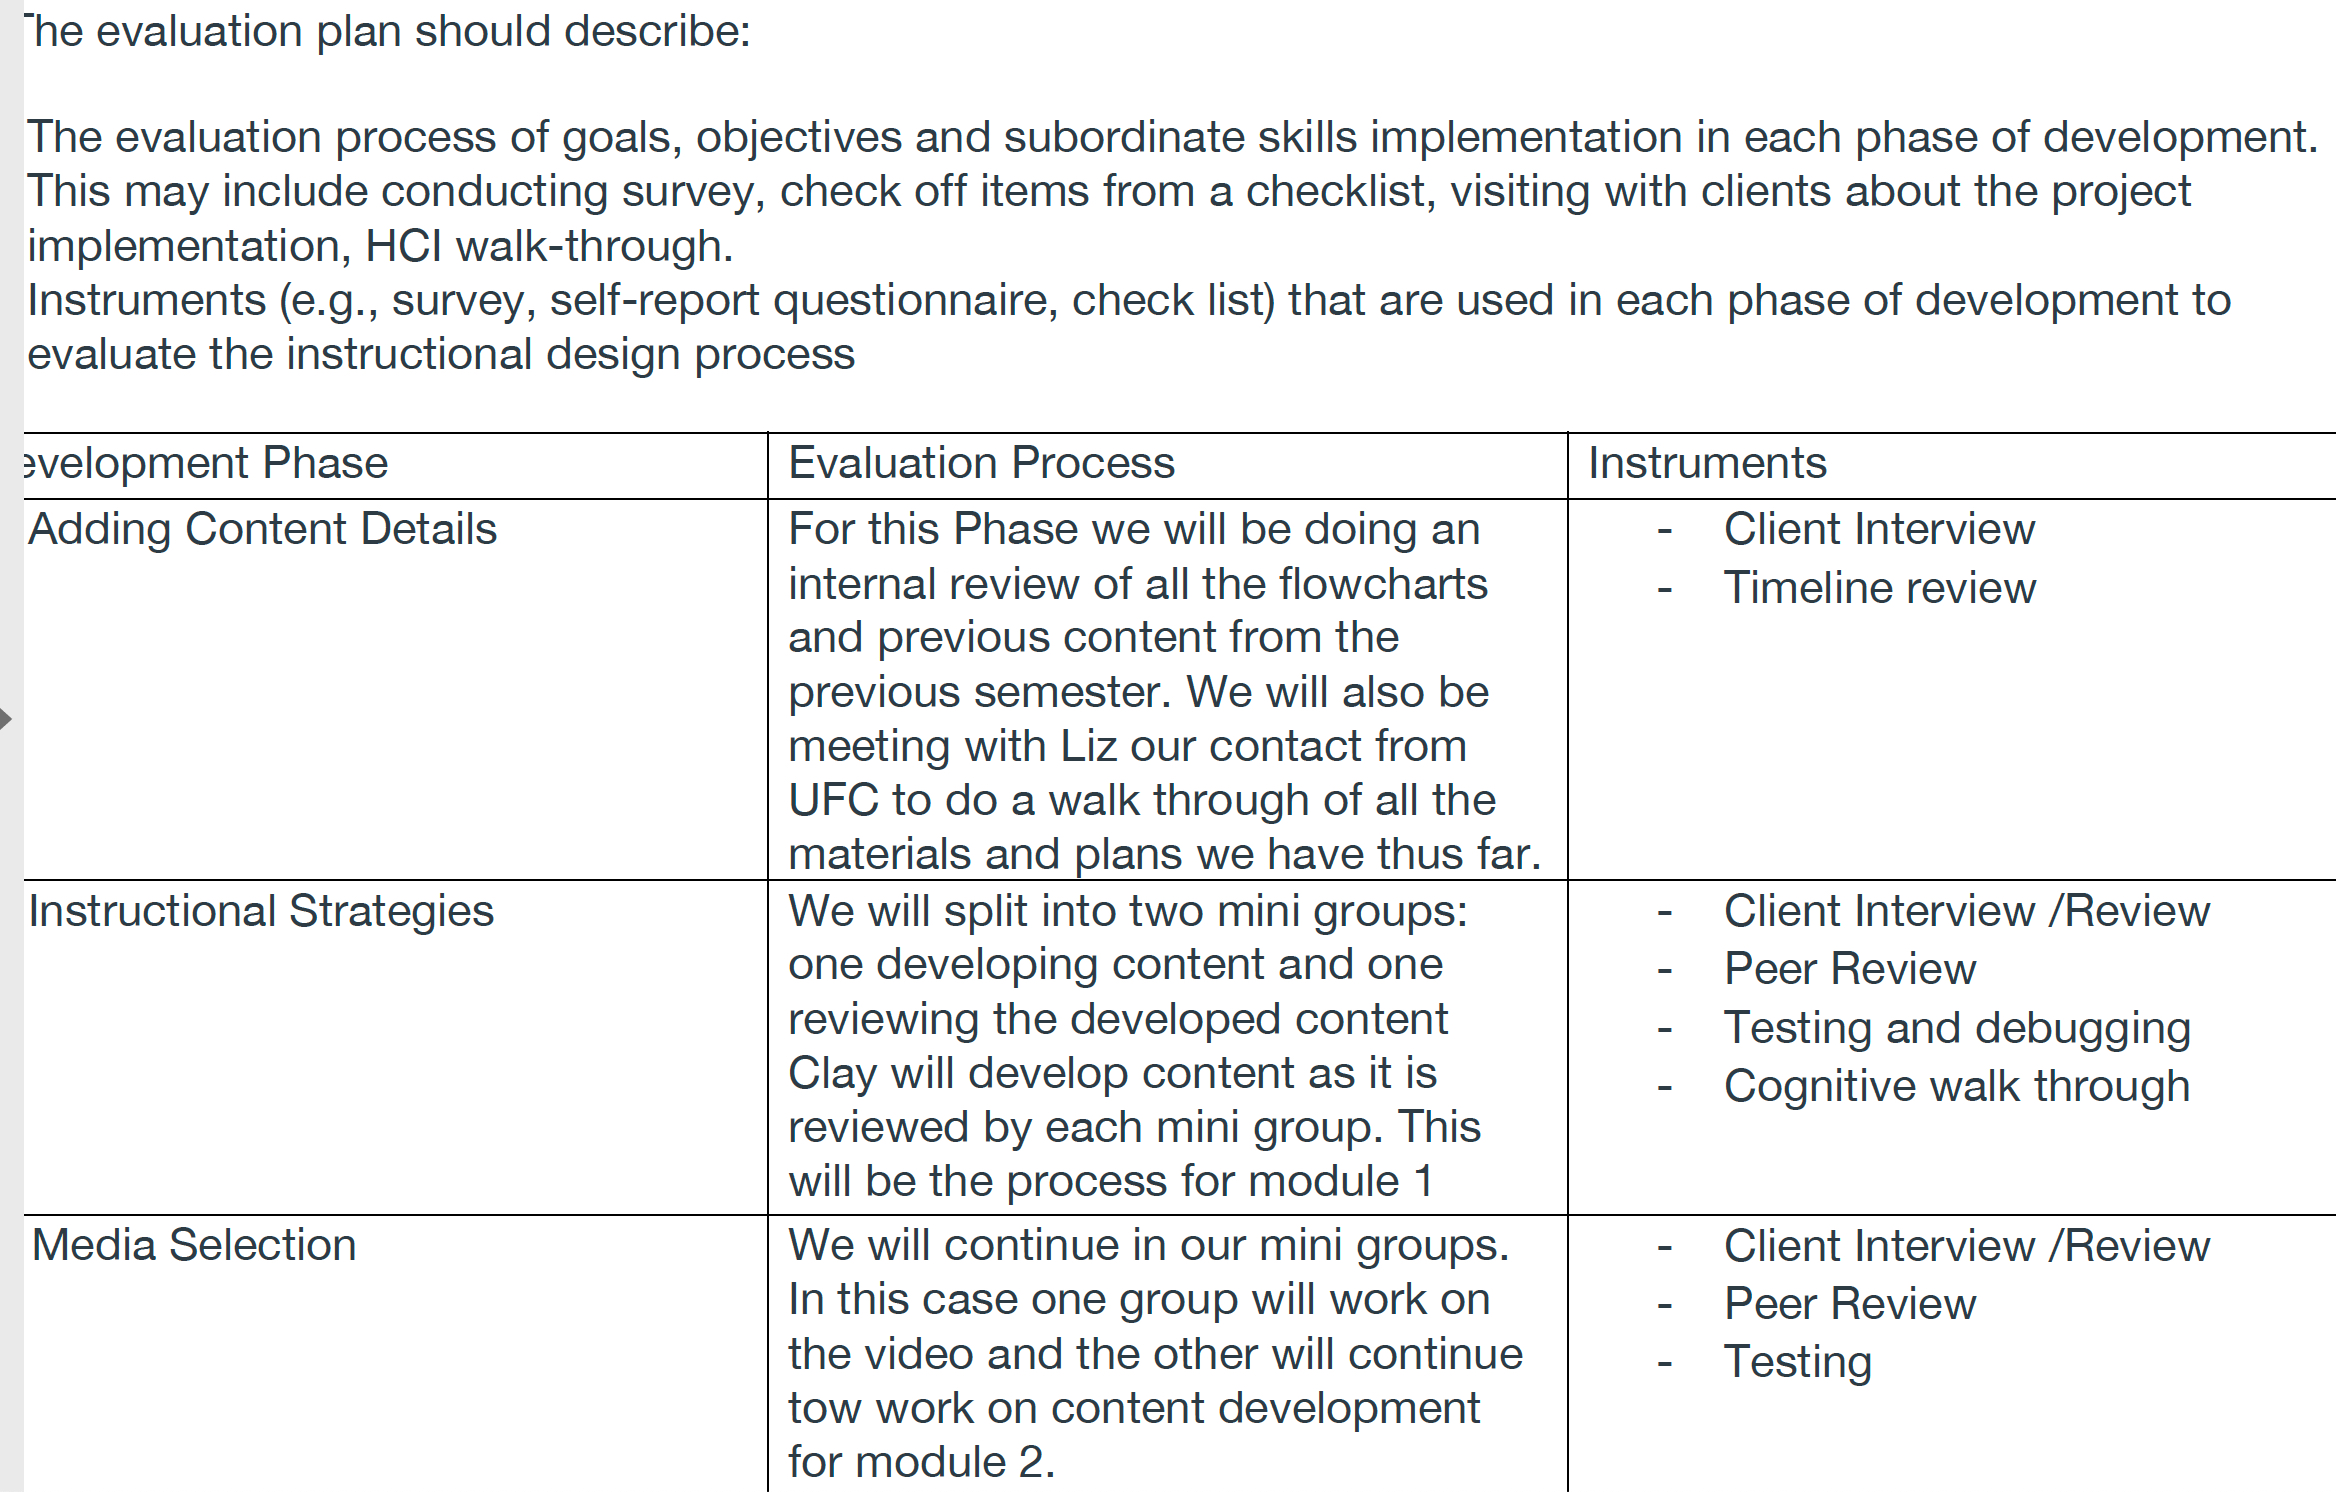 The evaluation plan should describe:
The evaluation process of goals, objectives and subordinate skills implementation in each phase of development.
This may include conducting survey, check off items from a checklist, visiting with clients about the project
implementation, HCI walk-through.
Instruments (e.g., survey, self-report questionnaire, check list) that are used in each phase of development to
evaluate the instructional design process
evelopment Phase
Evaluation Process
Instruments
Adding Content Details
For this Phase we will be doing an
internal review of all the flowcharts
and previous content from the
previous semester. We will also be
meeting with Liz our contact from
UFC to do a walk through of all the
materials and plans we have thus far.
- Client Interview
- Timeline review
Instructional Strategies
We will split into two mini groups:
one developing content and one
reviewing the developed content
Clay will develop content as it is
reviewed by each mini group. This
will be the process for module 1
- Client Interview /Review
- Peer Review
- Testing and debugging
- Cognitive walk through
Media Selection
We will continue in our mini groups.
In this case one group will work on
the video and the other will continue
tow work on content development
for module 2.
- Client Interview /Review
- Peer Review
- Testing